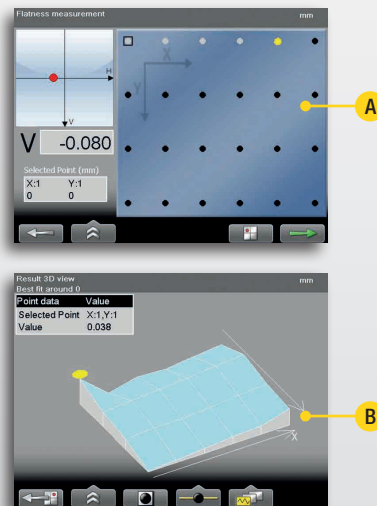 Flatness measurement mm
X
Y
H
V
V -0.080
Selected Point (mm)
X:1 Y:1
0 0
A
Result 3D view mm
Best fit around 0
Point data Value
Selected Point X:1,Y:1
Value 0.038
X
B